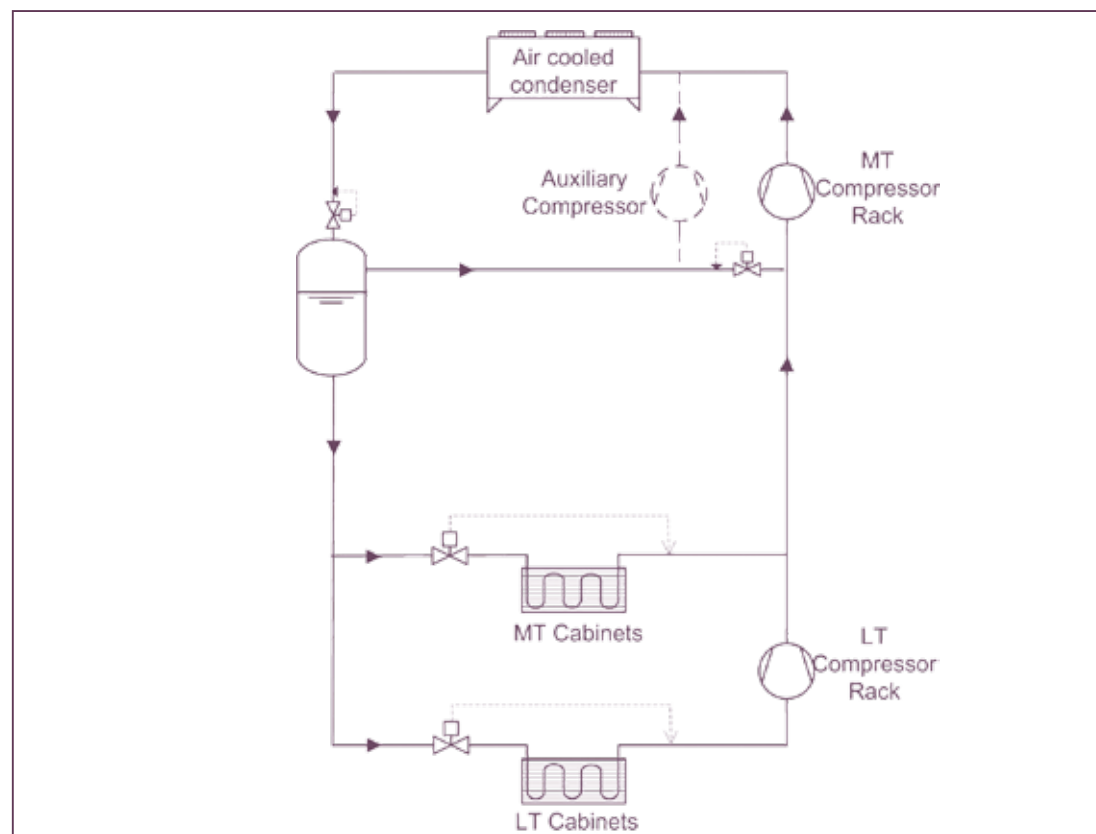 Air cooled
condenser
Auxiliary
Compressor
MT
Compressor
Rack
MT Cabinets
LT
Compressor
Rack
LT Cabinets